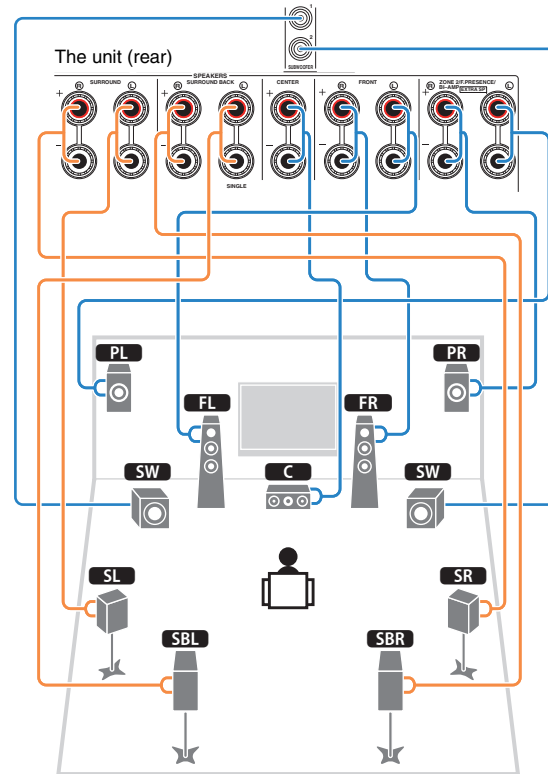 1
2
SUBWOOFER
The unit (rear)
SPEAKERS
SURROUND
SURROUND BACK
CENTER
FRONT
ZONE 2/F.PRESENCE/
BI-AMP EXTRA SP
R L R L R L R L
+ + + + +
- - - - -
SINGLE
PL PR
FL FR
SW C SW
SL SR
SBL SBR